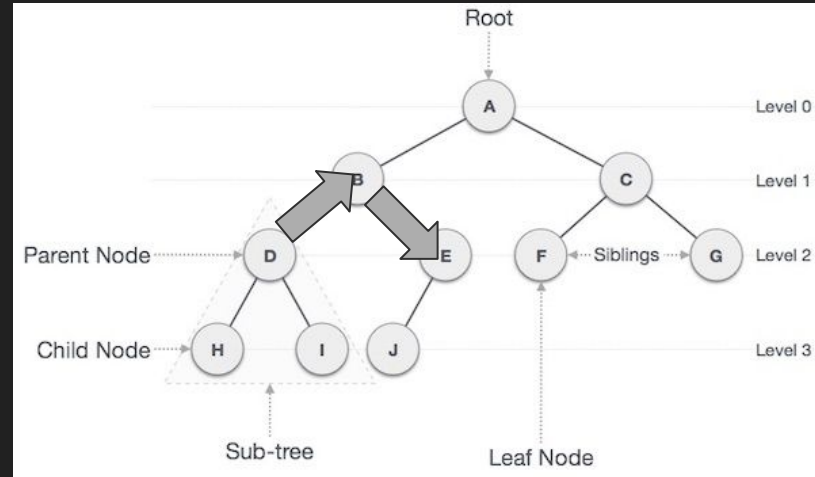 Root
A
Level 0
B
C
Level 1
Parent Node
D
E
F
Siblings
G
Level 2
Child Node
H
I
J
Level 3
Sub-tree
Leaf Node